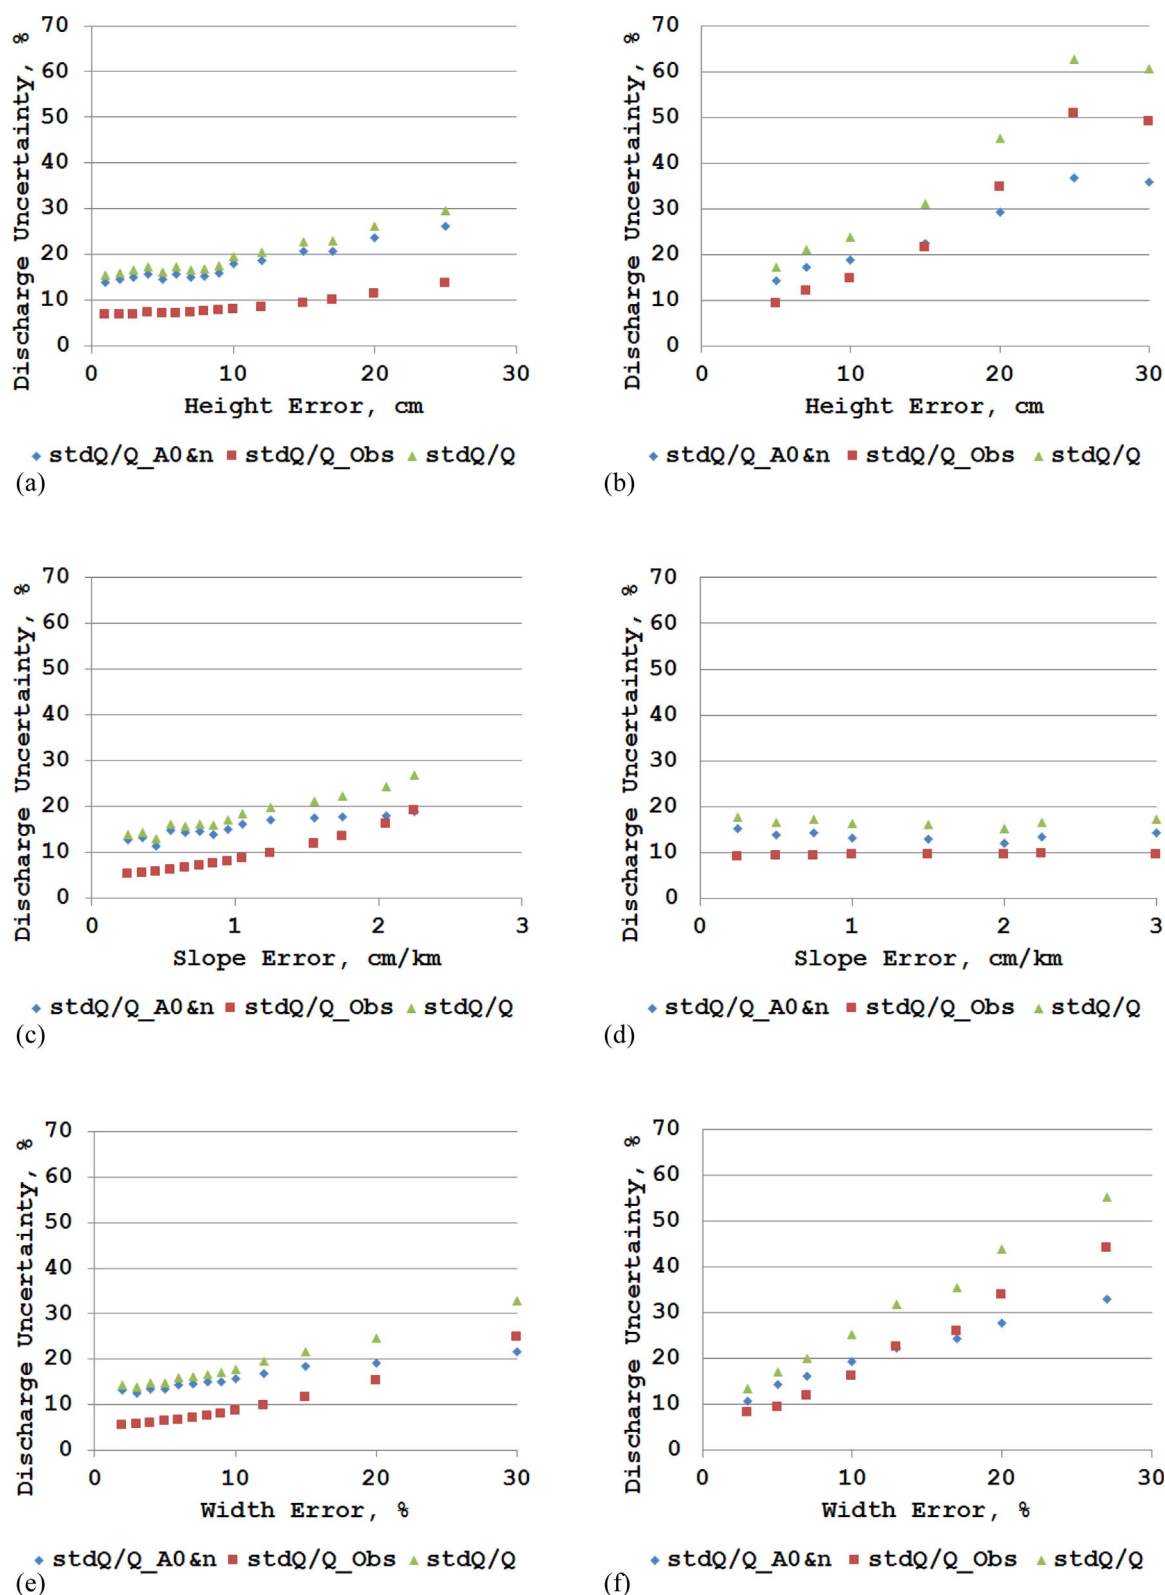 Discharge Uncertainty, %
70
60
50
40
30
20
10
0
0 10 20 30
Height Error, cm
stdQ/Q_A0&n stdQ/Q_Obs stdQ/Q
(a)
Discharge Uncertainty, %
70
60
50
40
30
20
10
0
0 10 20 30
Height Error, cm
stdQ/Q_A0&n stdQ/Q_Obs stdQ/Q
(b)
Discharge Uncertainty, %
70
60
50
40
30
20
10
0
0 1 2 3
Slope Error, cm/km
stdQ/Q_A0&n stdQ/Q_Obs stdQ/Q
(c)
Discharge Uncertainty, %
70
60
50
40
30
20
10
0
0 1 2 3
Slope Error, cm/km
stdQ/Q_A0&n stdQ/Q_Obs stdQ/Q
(d)
Discharge Uncertainty, %
70
60
50
40
30
20
10
0
0 10 20 30
Width Error, %
stdQ/Q_A0&n stdQ/Q_Obs stdQ/Q
(e)
Discharge Uncertainty, %
70
60
50
40
30
20
10
0
0 10 20 30
Width Error, %
stdQ/Q_A0&n stdQ/Q_Obs stdQ/Q
(f)